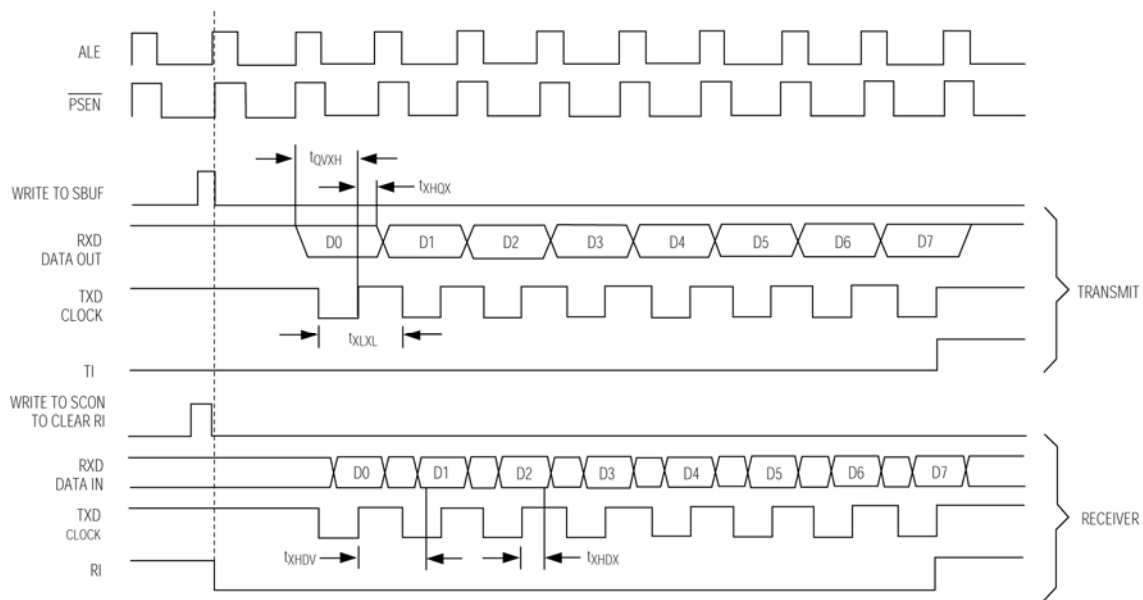 ALE
PSEN
tQVXH
tXHQX
WRITE TO SBUF
RXD
DATA OUT
D0 D1 D2 D3 D4 D5 D6 D7
TXD
CLOCK
tXLXL
TRANSMIT
TI
WRITE TO SCON
TO CLEAR RI
RXD
DATA IN
D0 D1 D2 D3 D4 D5 D6 D7
TXD
CLOCK
RECEIVER
tXHDV
tXHDX
RI